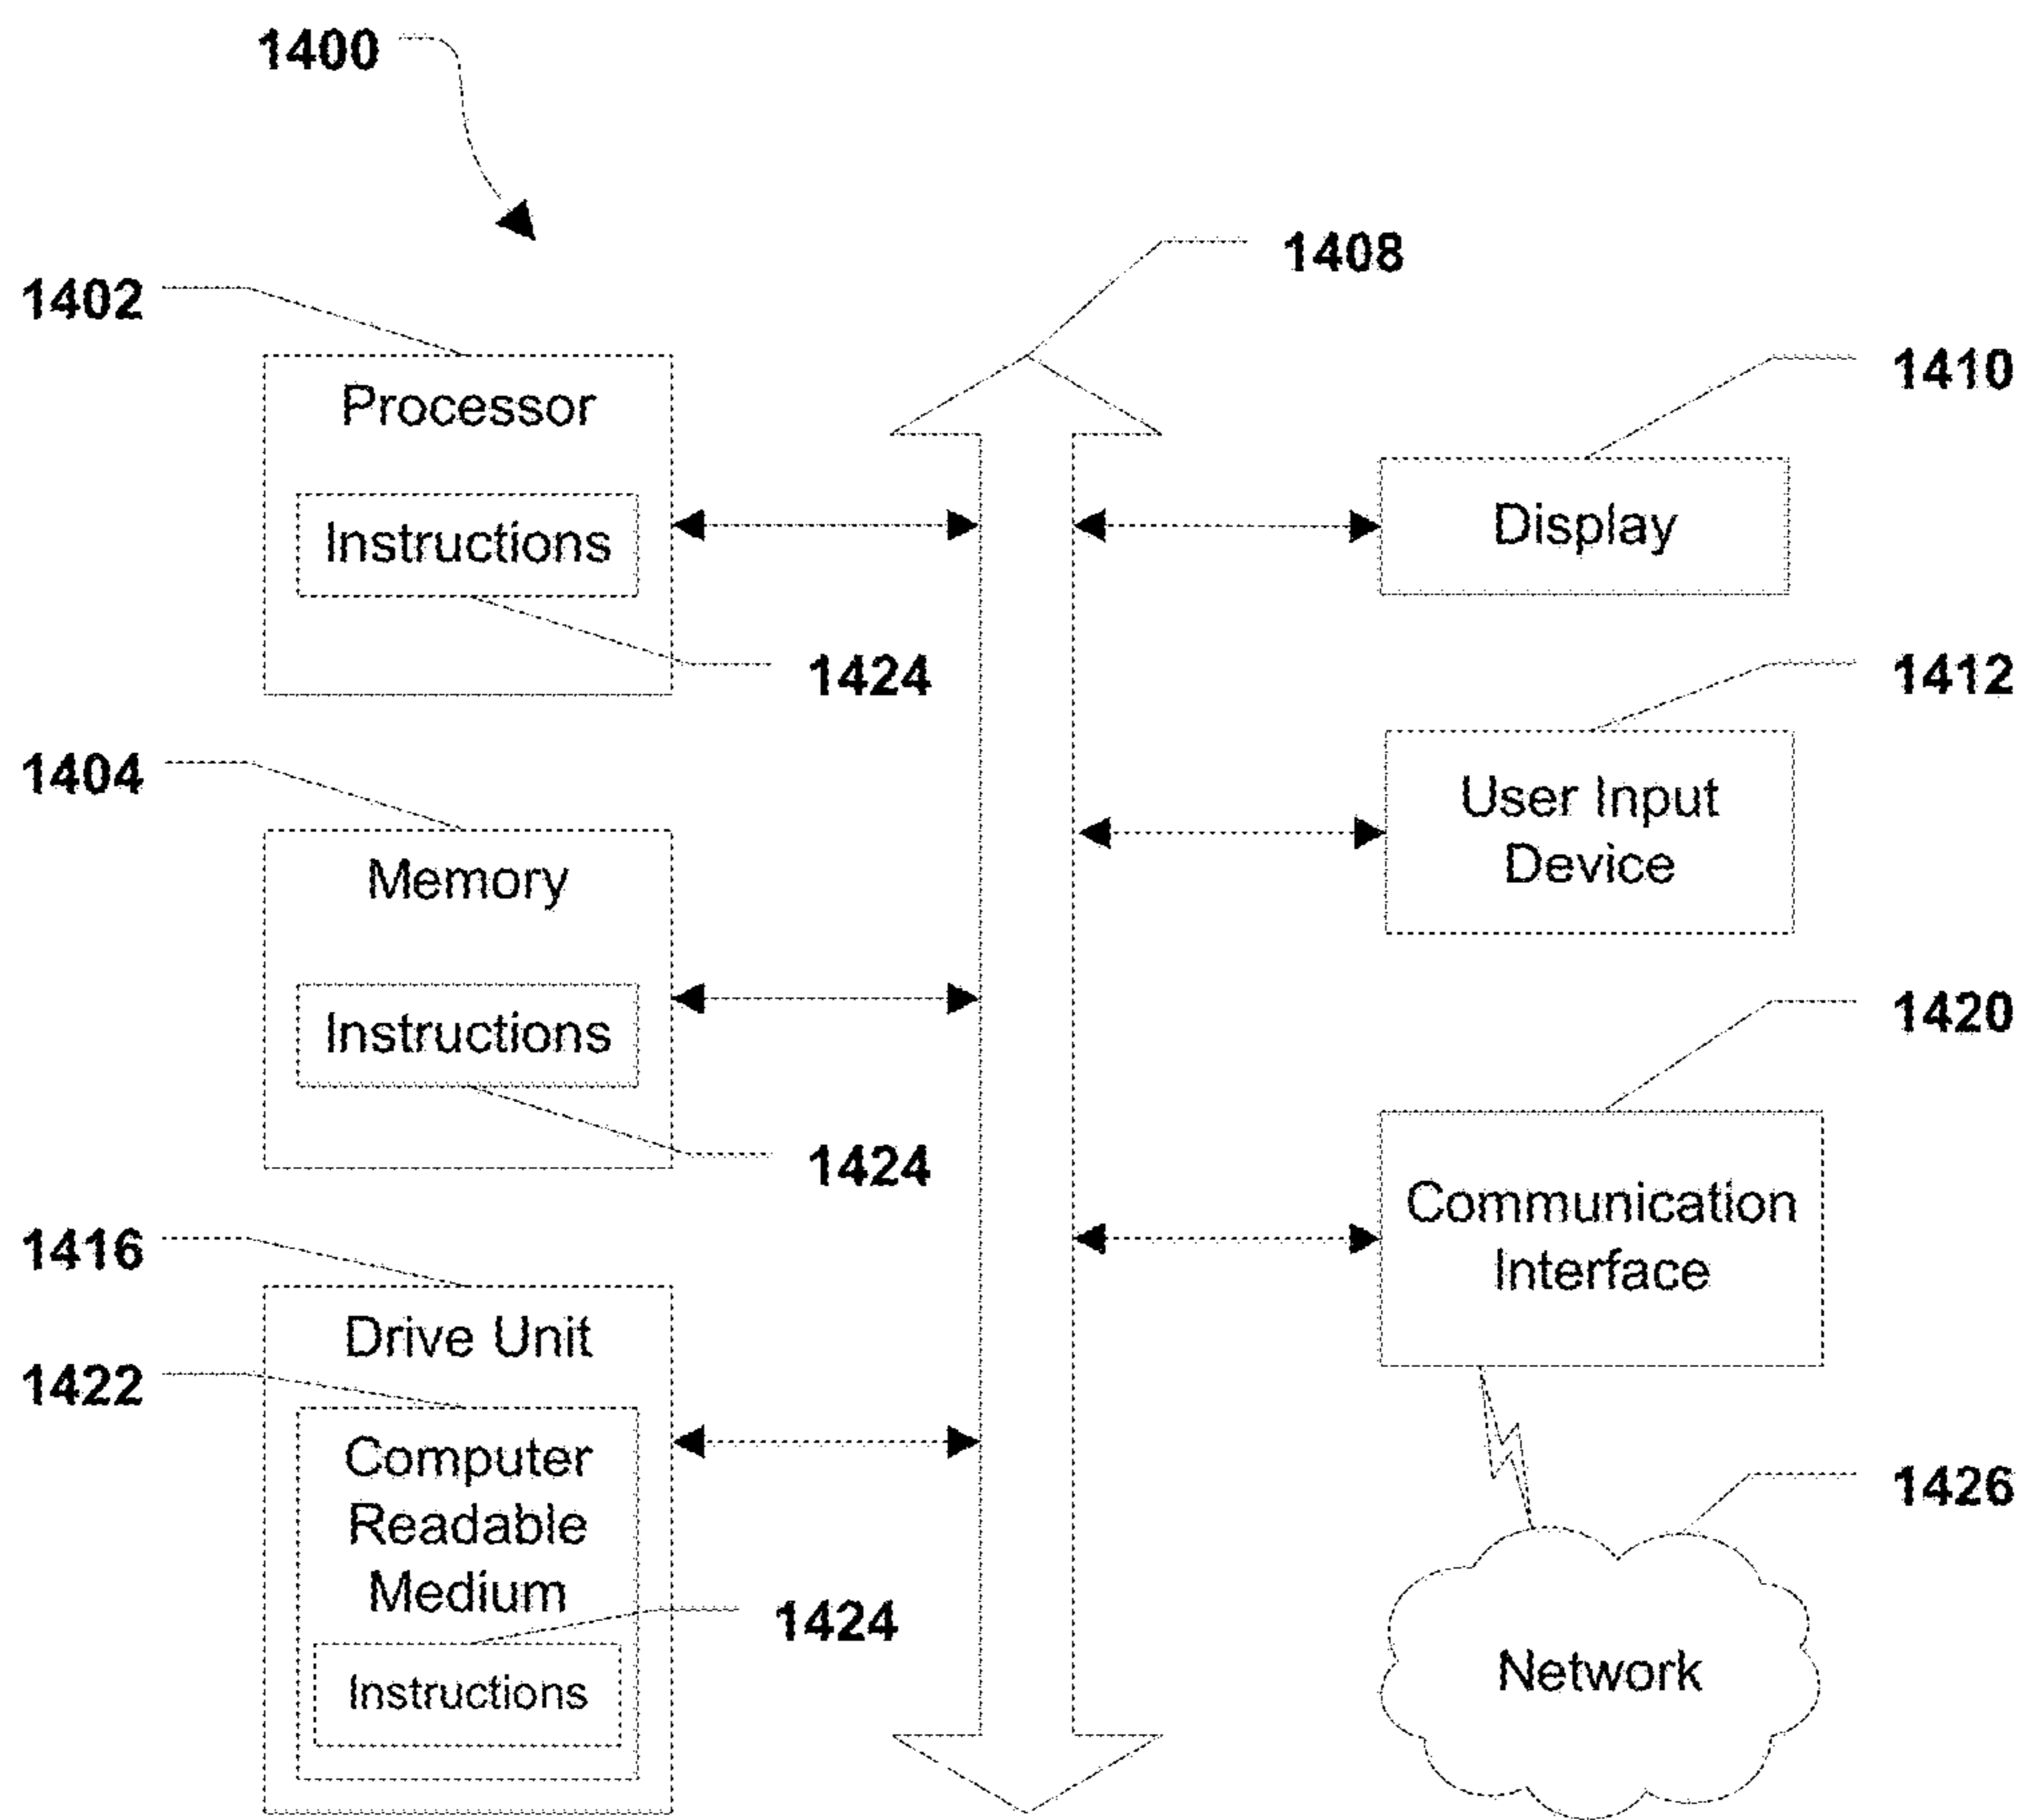 1400
1408
1402
1410
Processor
Instructions
Display
1424
1412
1404
User Input
Device
Memory
Instructions
1420
1424
Communication
Interface
1416
Drive Unit
1422
Computer
Readable
Medium
1424
Instructions
1426
Network